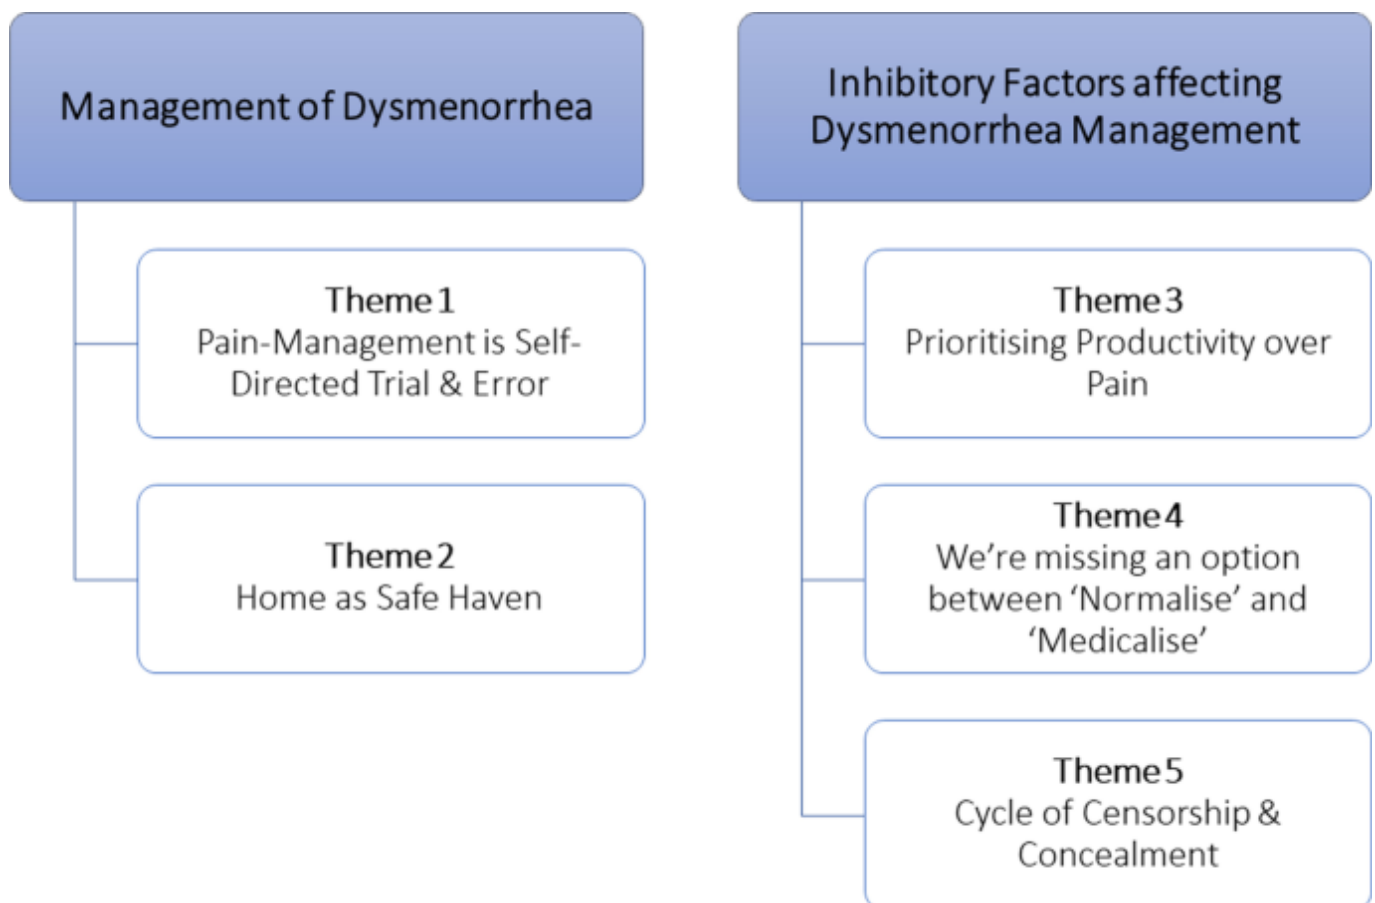 Management of Dysmenorrhea
Theme 1
Pain-Management is Self-
Directed Trial & Error
Theme 2
Home as Safe Haven
Inhibitory Factors affecting
Dysmenorrhea Management
Theme 3
Prioritising Productivity over
Pain
Theme 4
We’re missing an option
between ‘Normalise’ and
‘Medicalise’
Theme 5
Cycle of Censorship &
Concealment